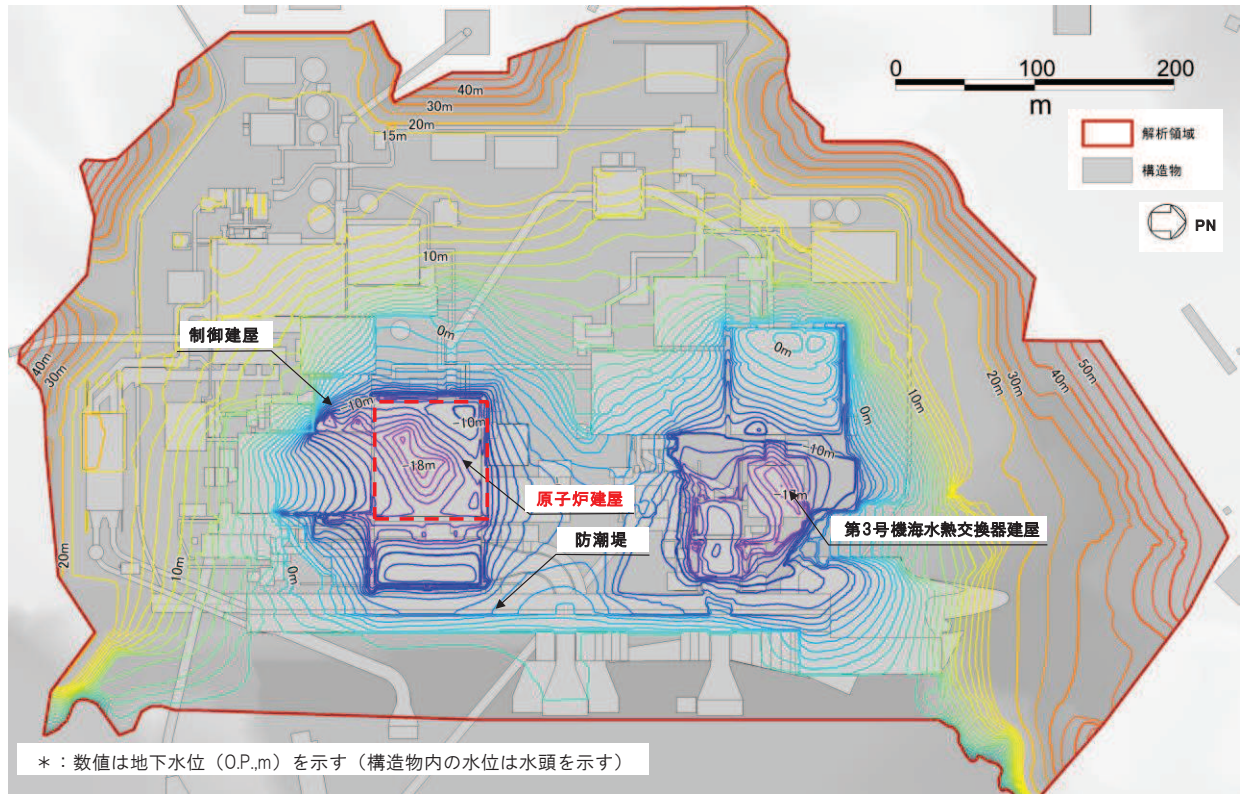 0 100 200
m
解析領域
構造物
PN
40m
30m
20m
15m
10m
0m
制御建屋
40m
30m
-10m
-10m
-18m
原子炉建屋
防潮堤
20m
10m
0m
0m
-10m
第3号機海水熱交換器建屋
0m
10m
20m
30m
40m
50m
*：数値は地下水位（O.P.,m）を示す（構造物内の水位は水頭を示す）